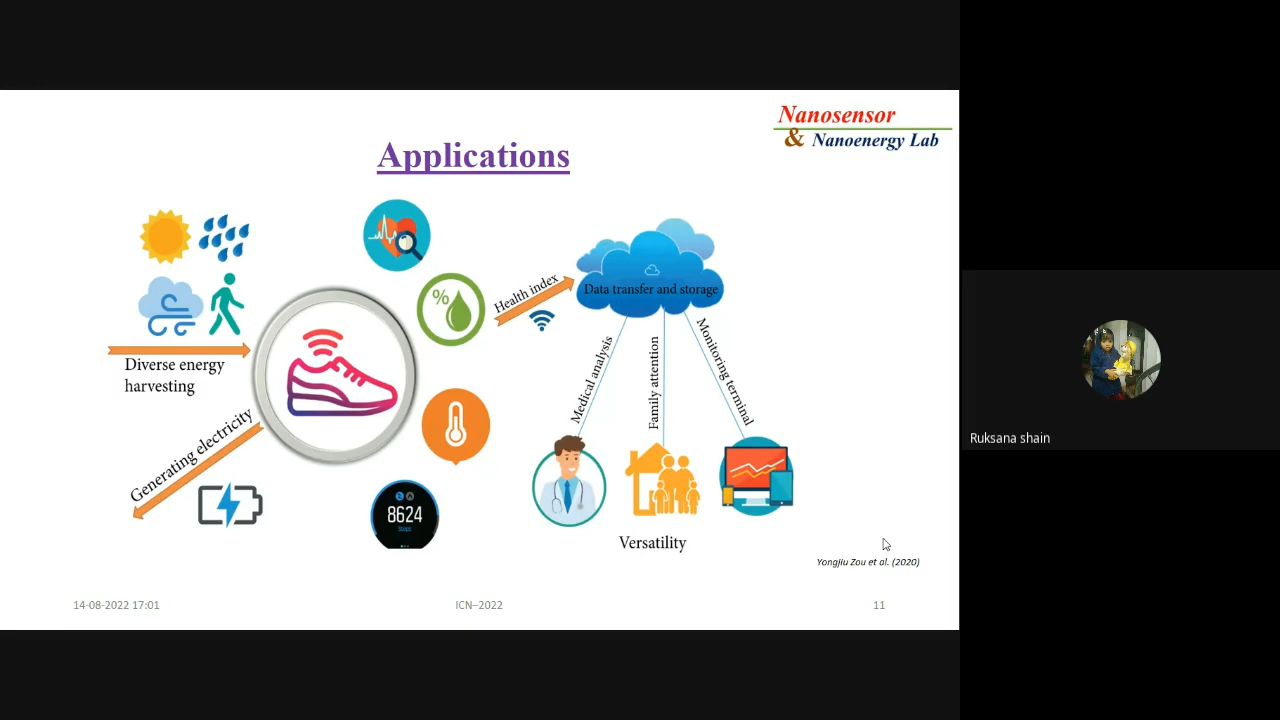 Nanosensor
& Nanoenergy Lab
Applications
%
Health index
Data transfer and storage
Diverse energy
harvesting
Generating electricity
Medical analysis
Family attention
Monitoring terminal
8624
Steps
Versatility
Yongjiu Zou et al. (2020)
14-08-2022 17:01
ICN–2022
11
Ruksana shain